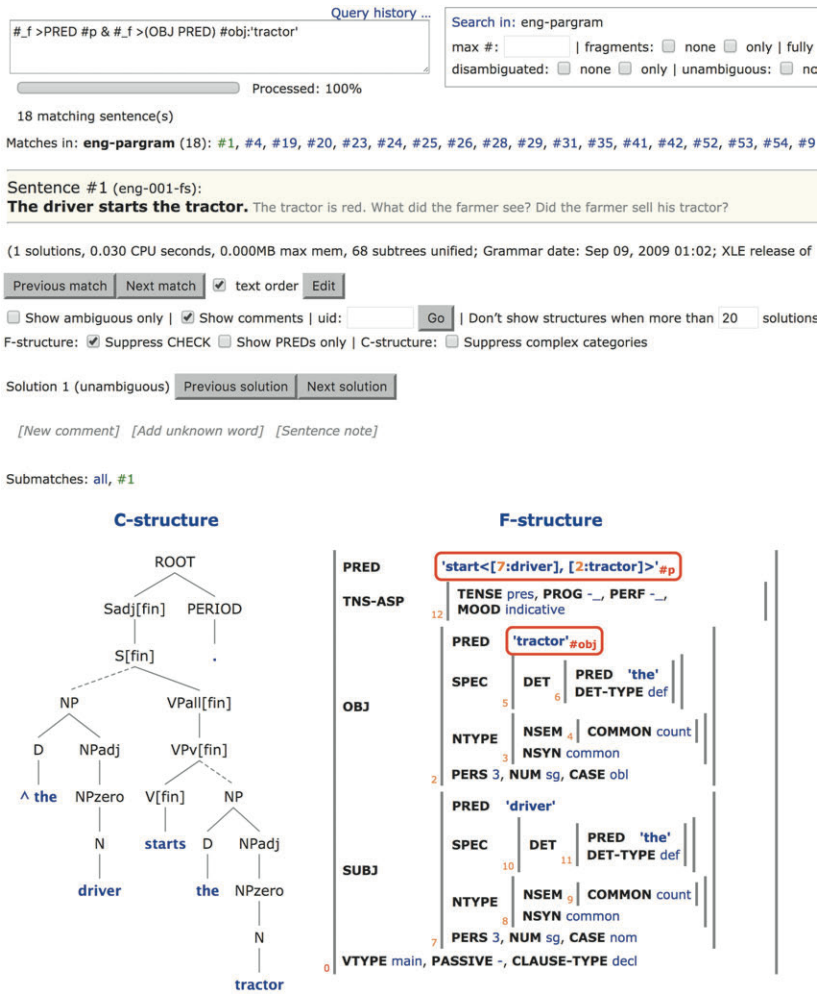 Query history ...
#_f >PRED #p & #_f >(OBJ PRED) #obj:'tractor'
Search in: eng-pargram
max #: | fragments: none only | fully
disambiguated: none only | unambiguous: no
Processed: 100%
18 matching sentence(s)
Matches in: eng-pargram (18): #1, #4, #19, #20, #23, #24, #25, #26, #28, #29, #31, #35, #41, #42, #52, #53, #54, #9
Sentence #1 (eng-001-fs):
The driver starts the tractor. The tractor is red. What did the farmer see? Did the farmer sell his tractor?
(1 solutions, 0.030 CPU seconds, 0.000MB max mem, 68 subtrees unified; Grammar date: Sep 09, 2009 01:02; XLE release of
Previous match Next match text order Edit
Show ambiguous only | Show comments | uid: Go | Don't show structures when more than 20 solutions
F-structure: Suppress CHECK Show PREDs only | C-structure: Suppress complex categories
Solution 1 (unambiguous) Previous solution Next solution
[New comment] [Add unknown word] [Sentence note]
Submatches: all, #1
C-structure
ROOT
Sadj[fin] PERIOD
S[fin] .
NP VPall[fin]
D NPadj VPv[fin]
^ the NPzero V[fin] NP
N starts D NPadj
driver the NPzero
N
tractor
F-structure
PRED 'start<[7:driver], [2:tractor]>' #p
TNS-ASP 12 TENSE pres, PROG -_, PERF -_,
MOOD indicative
OBJ
PRED 'tractor' #obj
SPEC 5 DET 6 PRED 'the'
DET-TYPE def
NTYPE 3 NSEM 4 COMMON count
NSYN common
2 PERS 3, NUM sg, CASE obl
SUBJ
PRED 'driver'
SPEC 10 DET 11 PRED 'the'
DET-TYPE def
NTYPE 8 NSEM 9 COMMON count
NSYN common
7 PERS 3, NUM sg, CASE nom
0 VTYPE main, PASSIVE -, CLAUSE-TYPE decl